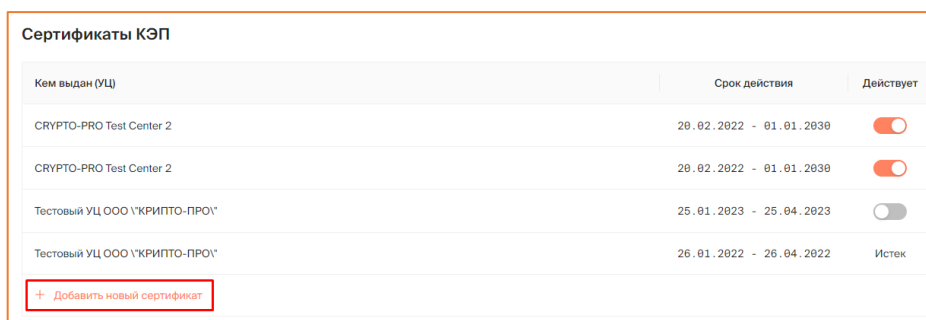 Сертификаты КЭП
Кем выдан (УЦ) Срок действия Действует
CRYPTO-PRO Test Center 2 20.02.2022 - 01.01.2030
CRYPTO-PRO Test Center 2 20.02.2022 - 01.01.2030
Тестовый УЦ ООО \"КРИПТО-ПРО\" 25.01.2023 - 25.04.2023
Тестовый УЦ ООО \"КРИПТО-ПРО\" 26.01.2022 - 26.04.2022 Истек
+ Добавить новый сертификат